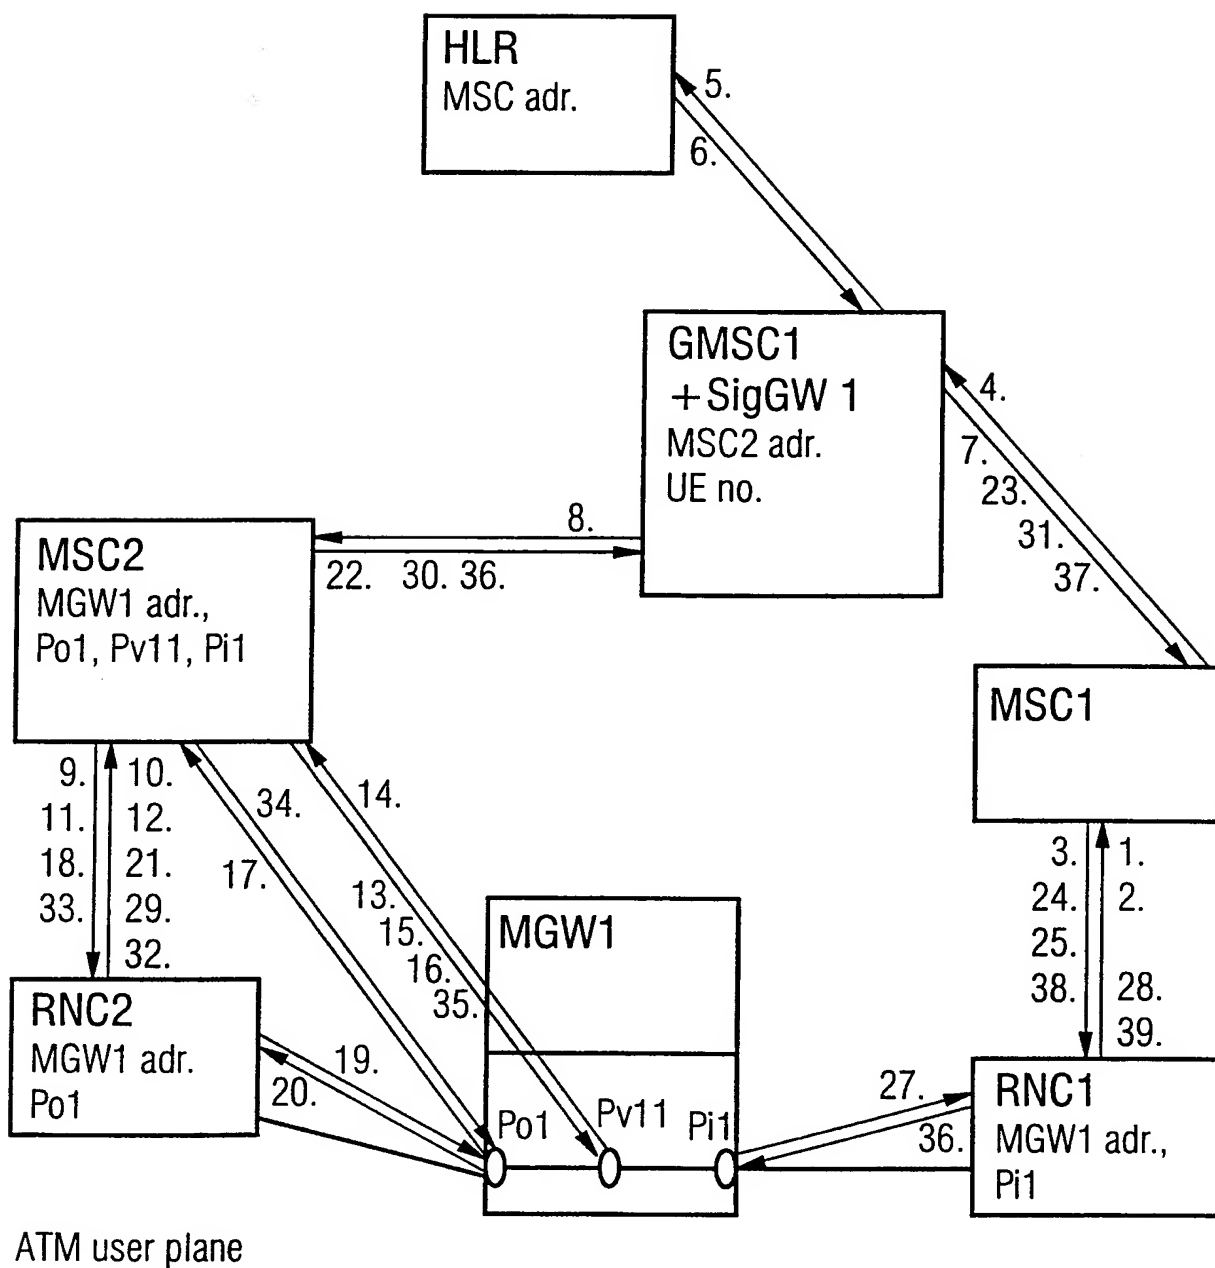 HLR
MSC adr.
5.
6.
GMSC1
+SigGW 1
MSC2 adr.
UE no.
4.
7.
23.
31.
37.
8.
22. 30. 36.
MSC2
MGW1 adr.,
Po1, Pv11, Pi1
MSC1
9. 10.
11. 12.
18. 21.
33. 29.
32.
34.
17.
14.
13.
15.
16.
35.
3. 1.
24. 2.
25.
38. 28.
39.
MGW1
Po1 Pv11 Pi1
RNC2
MGW1 adr.
Po1
19.
20.
27.
36.
RNC1
MGW1 adr.,
Pi1
ATM user plane